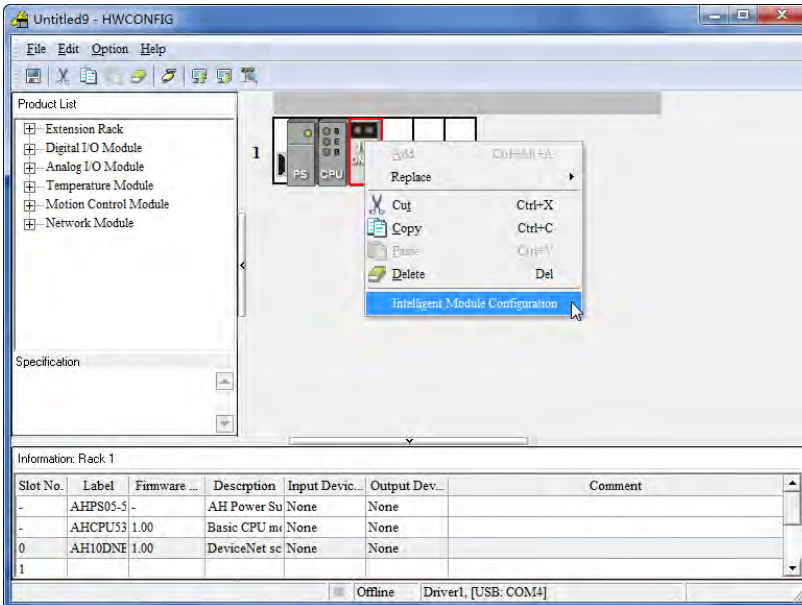 Untitled9 - HWCONFIG
File Edit Option Help
Product List
Extension Rack
Digital I/O Module
Analog I/O Module
Temperature Module
Motion Control Module
Network Module
1
PS CPU
Add Ctrl+Alt+A
Replace
Cut Ctrl+X
Copy Ctrl+C
Paste Ctrl+V
Delete Del
Intelligent Module Configuration
Specification
Information: Rack 1
Slot No. Label Firmware ... Descrption Input Devic... Output Dev... Comment
- AHPS05-5 - AH Power Su None None
- AHCPU53 1.00 Basic CPU mo None None
0 AH10DNE 1.00 DeviceNet sc None None
1
Offline Driver1, [USB: COM4]